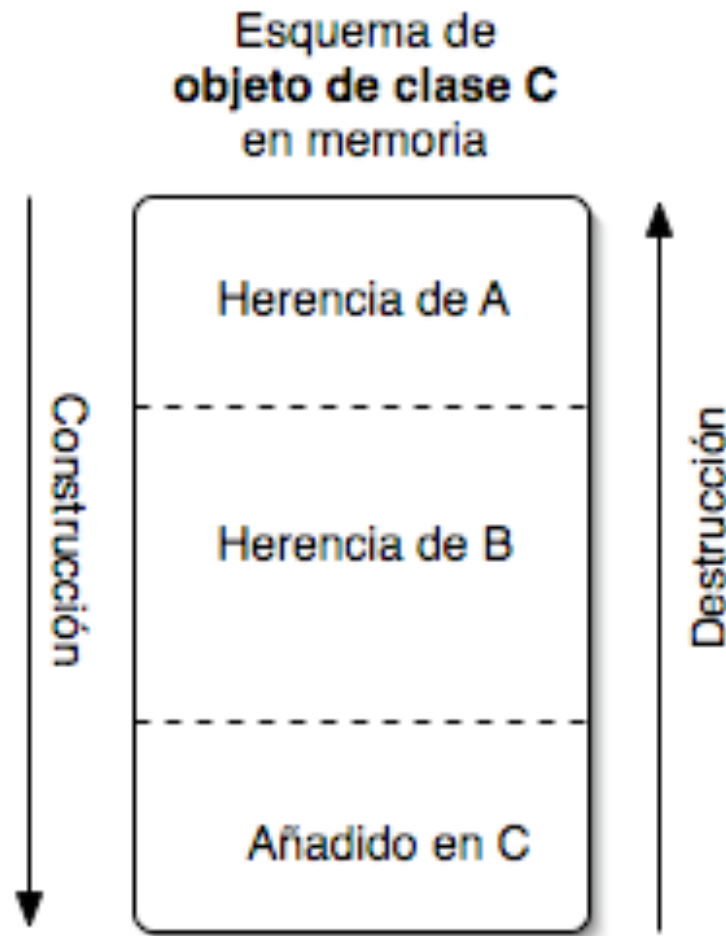 Esquema de
objeto de clase C
en memoria
Herencia de A
Construcción
Herencia de B
Destrucción
Añadido en C